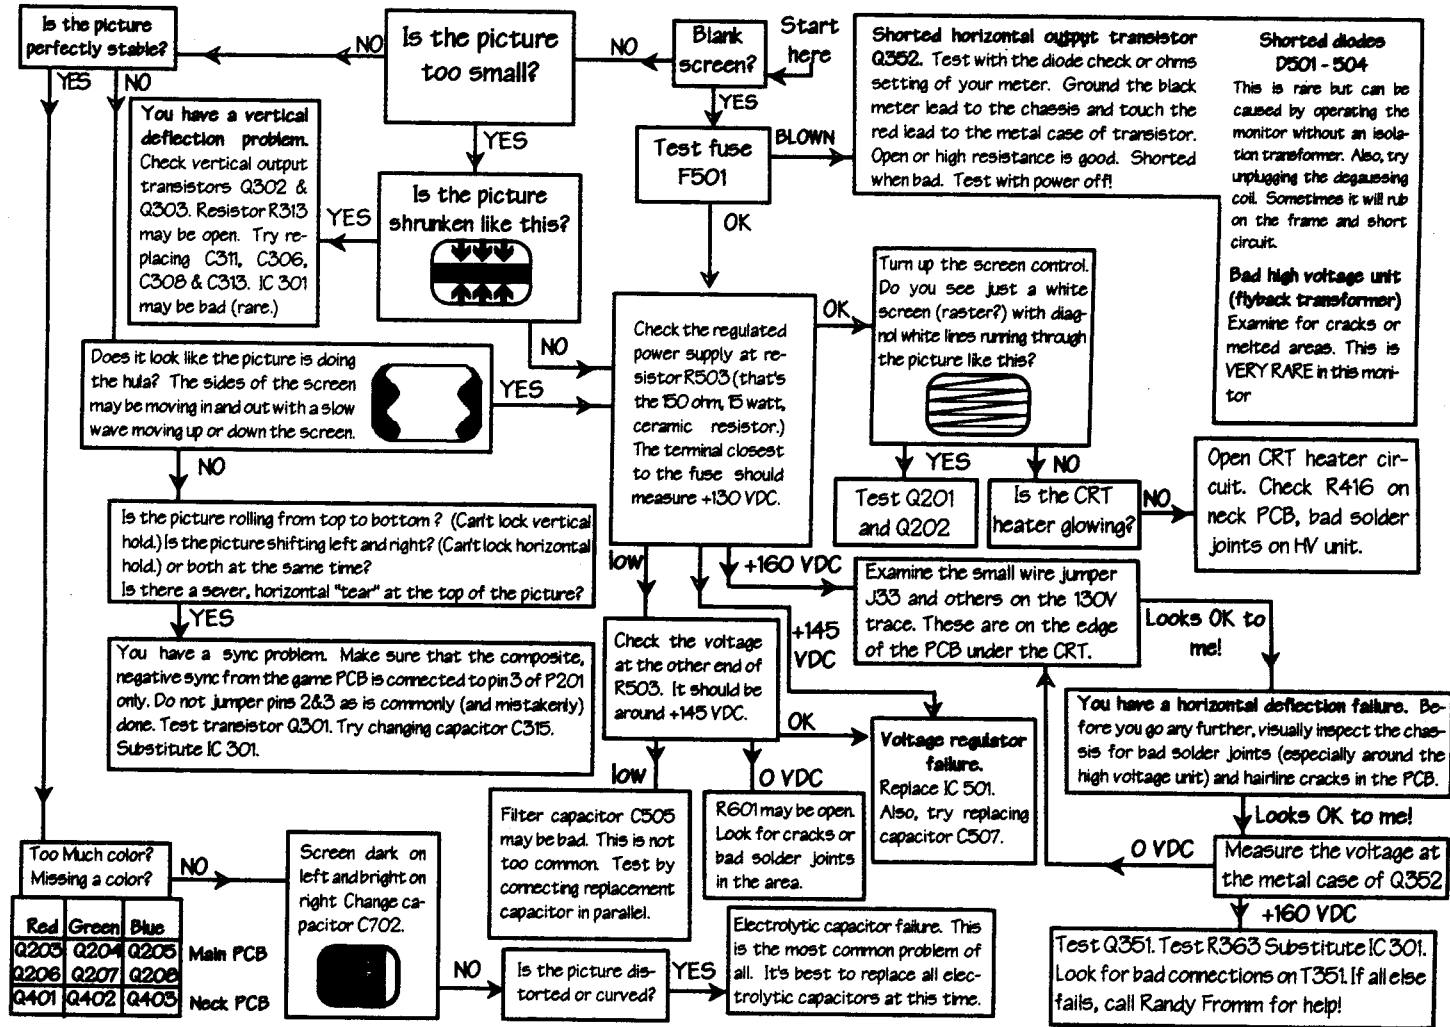 Start
here
Blank
screen?
NO
YES
Is the picture
too small?
NO
YES
Is the picture
perfectly stable?
YES
NO
Test fuse
F501
BLOWN
OK
Shorted horizontal output transistor
Q352. Test with the diode check or ohms
setting of your meter. Ground the black
meter lead to the chassis and touch the
red lead to the metal case of transistor.
Open or high resistance is good. Shorted
when bad. Test with power off!
Shorted diodes
D501 - 504
This is rare but can be
caused by operating the
monitor without an isola-
tion transformer. Also, try
unplugging the degaussing
coil. Sometimes it will rub
on the frame and short
circuit.
Bad high voltage unit
(flyback transformer)
Examine for cracks or
melted areas. This is
VERY RARE in this moni-
tor
You have a vertical
deflection problem.
Check vertical output
transistors Q302 &
Q303. Resistor R313
may be open. Try re-
placing C311, C306,
C308 & C313. IC 301
may be bad (rare.)
YES
Is the picture
shrunken like this?
NO
Does it look like the picture is doing
the hula? The sides of the screen
may be moving in and out with a slow
wave moving up or down the screen.
YES
NO
Check the regulated
power supply at re-
sistor R503 (that's
the 150 ohm, 15 watt,
ceramic resistor.)
The terminal closest
to the fuse should
measure +130 VDC.
OK
Turn up the screen control.
Do you see just a white
screen (raster?) with diag-
nol white lines running through
the picture like this?
YES
NO
Test Q201
and Q202
Is the CRT
heater glowing?
NO
Open CRT heater cir-
cuit. Check R416 on
neck PCB, bad solder
joints on HV unit.
Is the picture rolling from top to bottom? (Can't lock vertical
hold.) Is the picture shifting left and right? (Can't lock horizontal
hold.) or both at the same time?
Is there a sever, horizontal "tear" at the top of the picture?
YES
You have a sync problem. Make sure that the composite,
negative sync from the game PCB is connected to pin 3 of P201
only. Do not jumper pins 2&3 as is commonly (and mistakenly)
done. Test transistor Q301. Try changing capacitor C315.
Substitute IC 301.
low
+160 VDC
+145
VDC
Check the voltage
at the other end of
R503. It should be
around +145 VDC.
OK
low
0 VDC
Examine the small wire jumper
J33 and others on the 130V
trace. These are on the edge
of the PCB under the CRT.
Looks OK to
me!
Voltage regulator
failure.
Replace IC 501.
Also, try replacing
capacitor C507.
You have a horizontal deflection failure. Be-
fore you go any further, visually inspect the chas-
sis for bad solder joints (especially around the
high voltage unit) and hairline cracks in the PCB.
Looks OK to me!
Measure the voltage at
the metal case of Q352
0 VDC
+160 VDC
Test Q351. Test R363 Substitute IC 301.
Look for bad connections on T351. If all else
fails, call Randy Fromm for help!
Filter capacitor C505
may be bad. This is not
too common. Test by
connecting replacement
capacitor in parallel.
R601 may be open.
Look for cracks or
bad solder joints
in the area.
Too Much color?
Missing a color?
NO
Red Green Blue
Q203 Q204 Q205 Main PCB
Q206 Q207 Q208
Q401 Q402 Q403 Neck PCB
Screen dark on
left and bright on
right Change ca-
pacitor C702.
NO
Is the picture dis-
torted or curved?
YES
Electrolytic capacitor failure. This
is the most common problem of
all. It's best to replace all elec-
trolytic capacitors at this time.